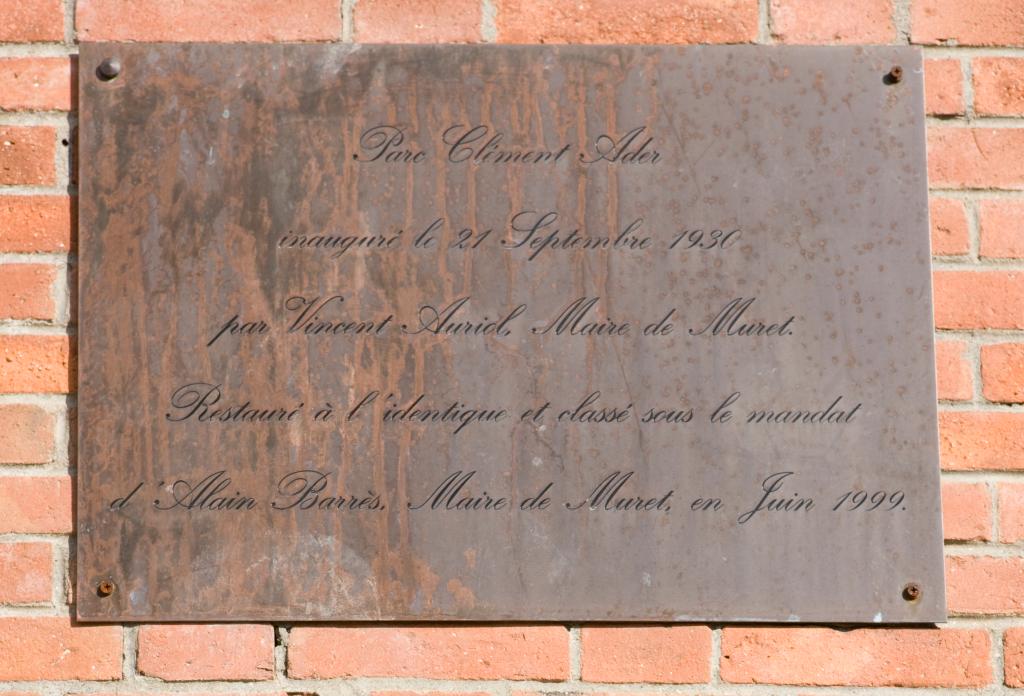 Parc Clément Ader
inauguré le 21 Septembre 1930
par Vincent Auriol, Maire de Muret.
Restauré à l'identique et classé sous le mandat
d'Alain Barrès, Maire de Muret, en Juin 1999.